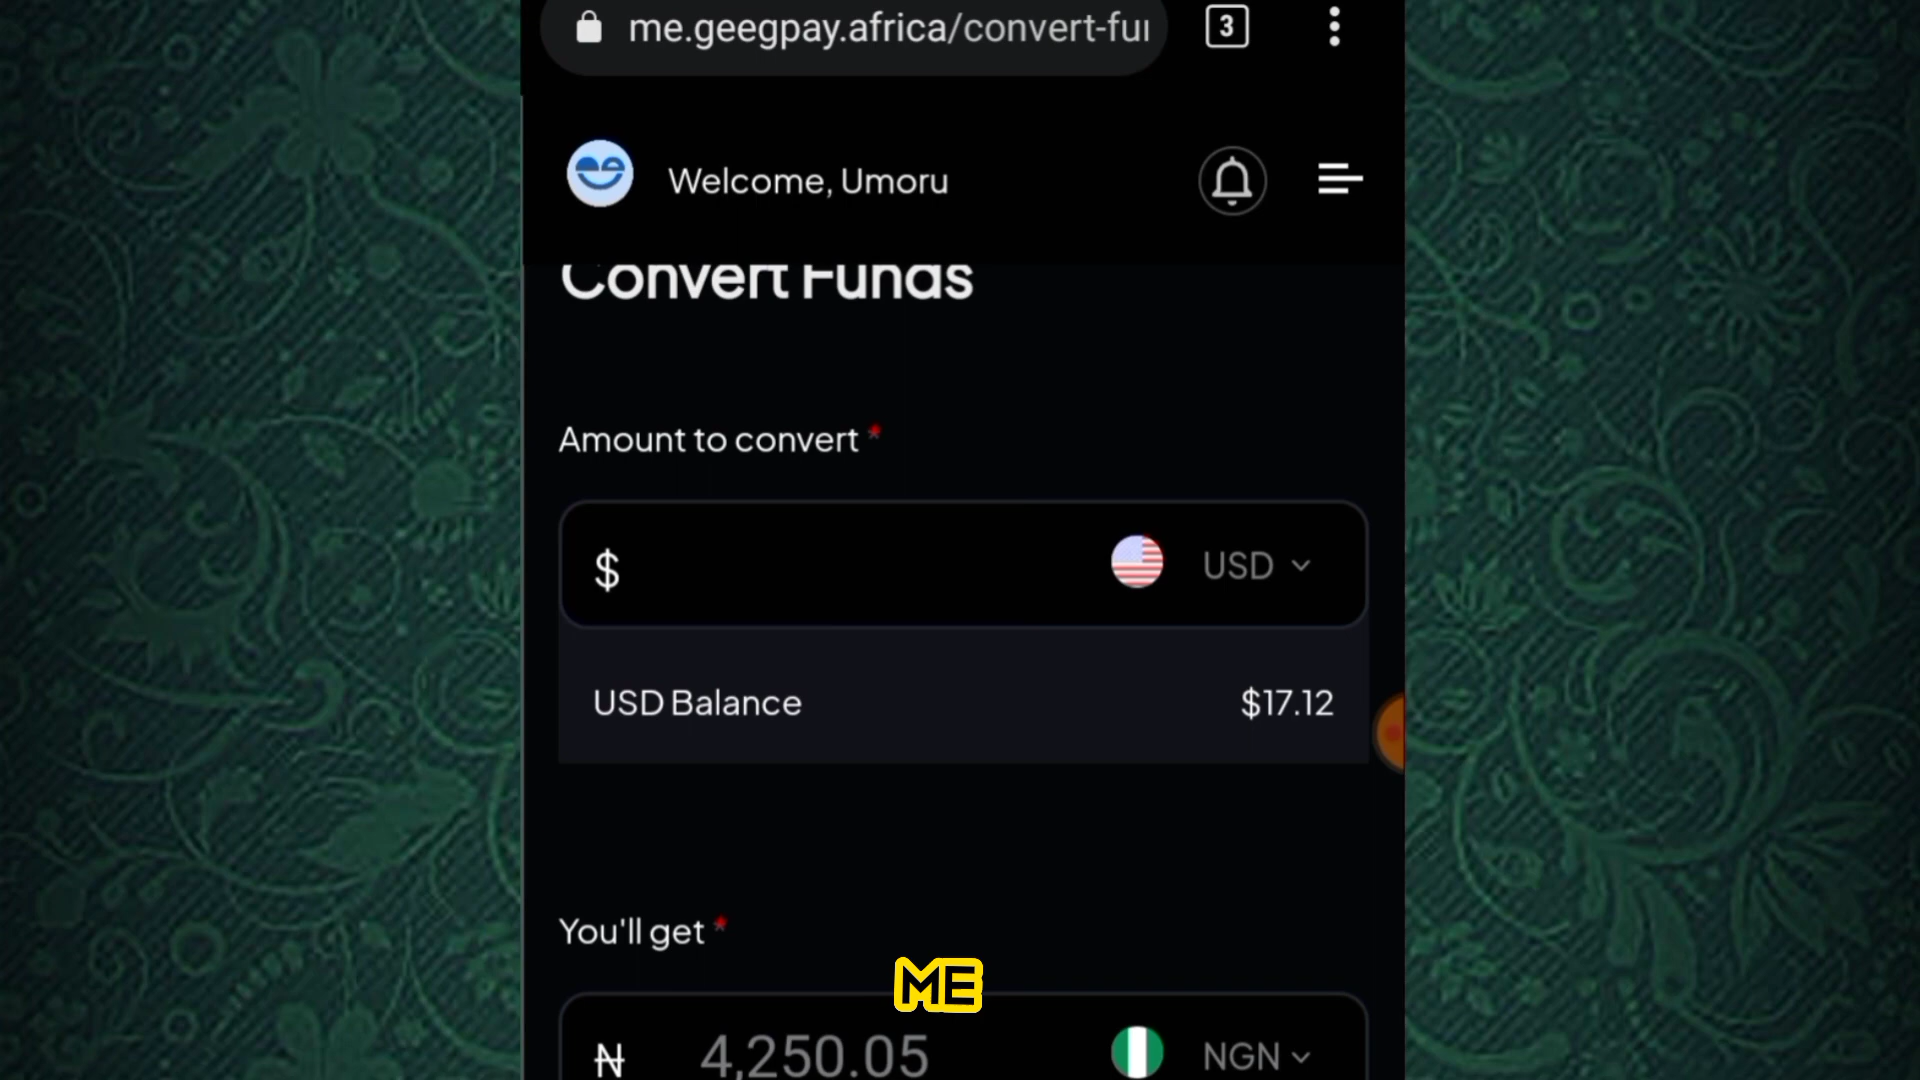 me.geegpay.africa/convert-fu
3
Welcome, Umoru
Convert Funds
Amount to convert *
$ USD
USD Balance $17.12
You'll get *
ME
₦ 4,250.05 NGN